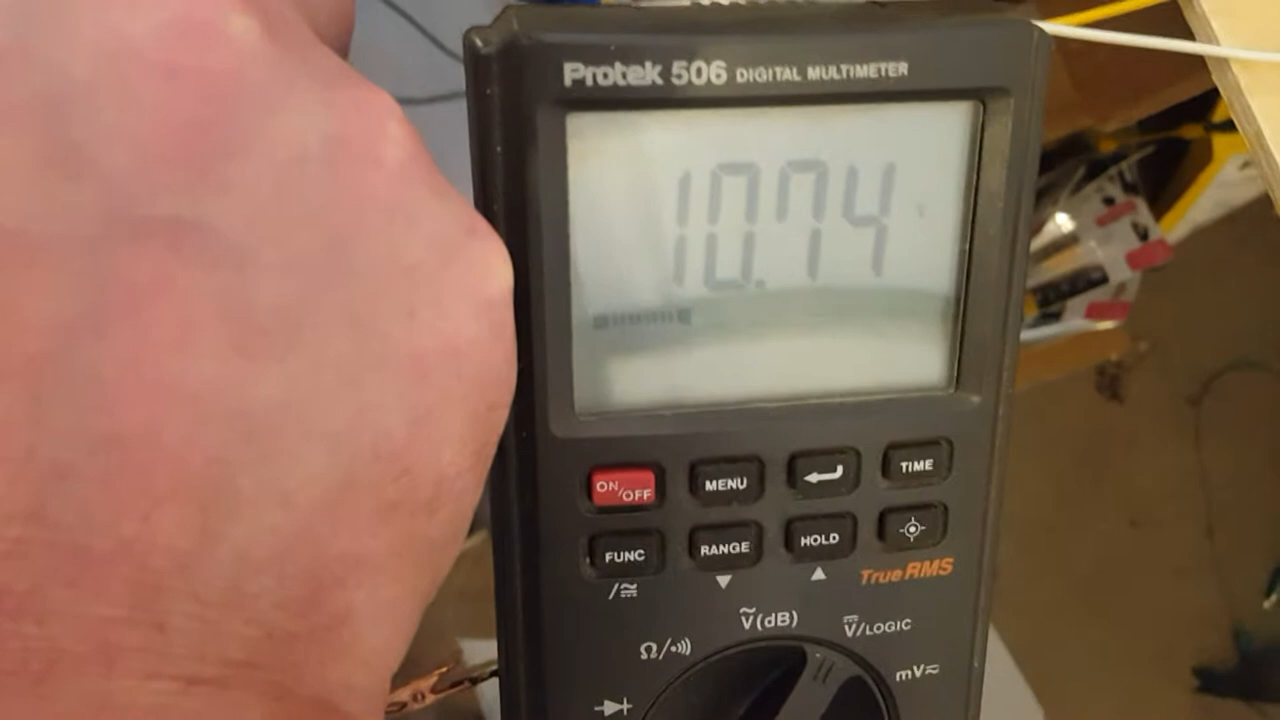 Protek 506 DIGITAL MULTIMETER
10.74
ON/OFF MENU TIME
FUNC RANGE HOLD
True RMS
V(dB)
V/LOGIC
Ω/•)))
mV